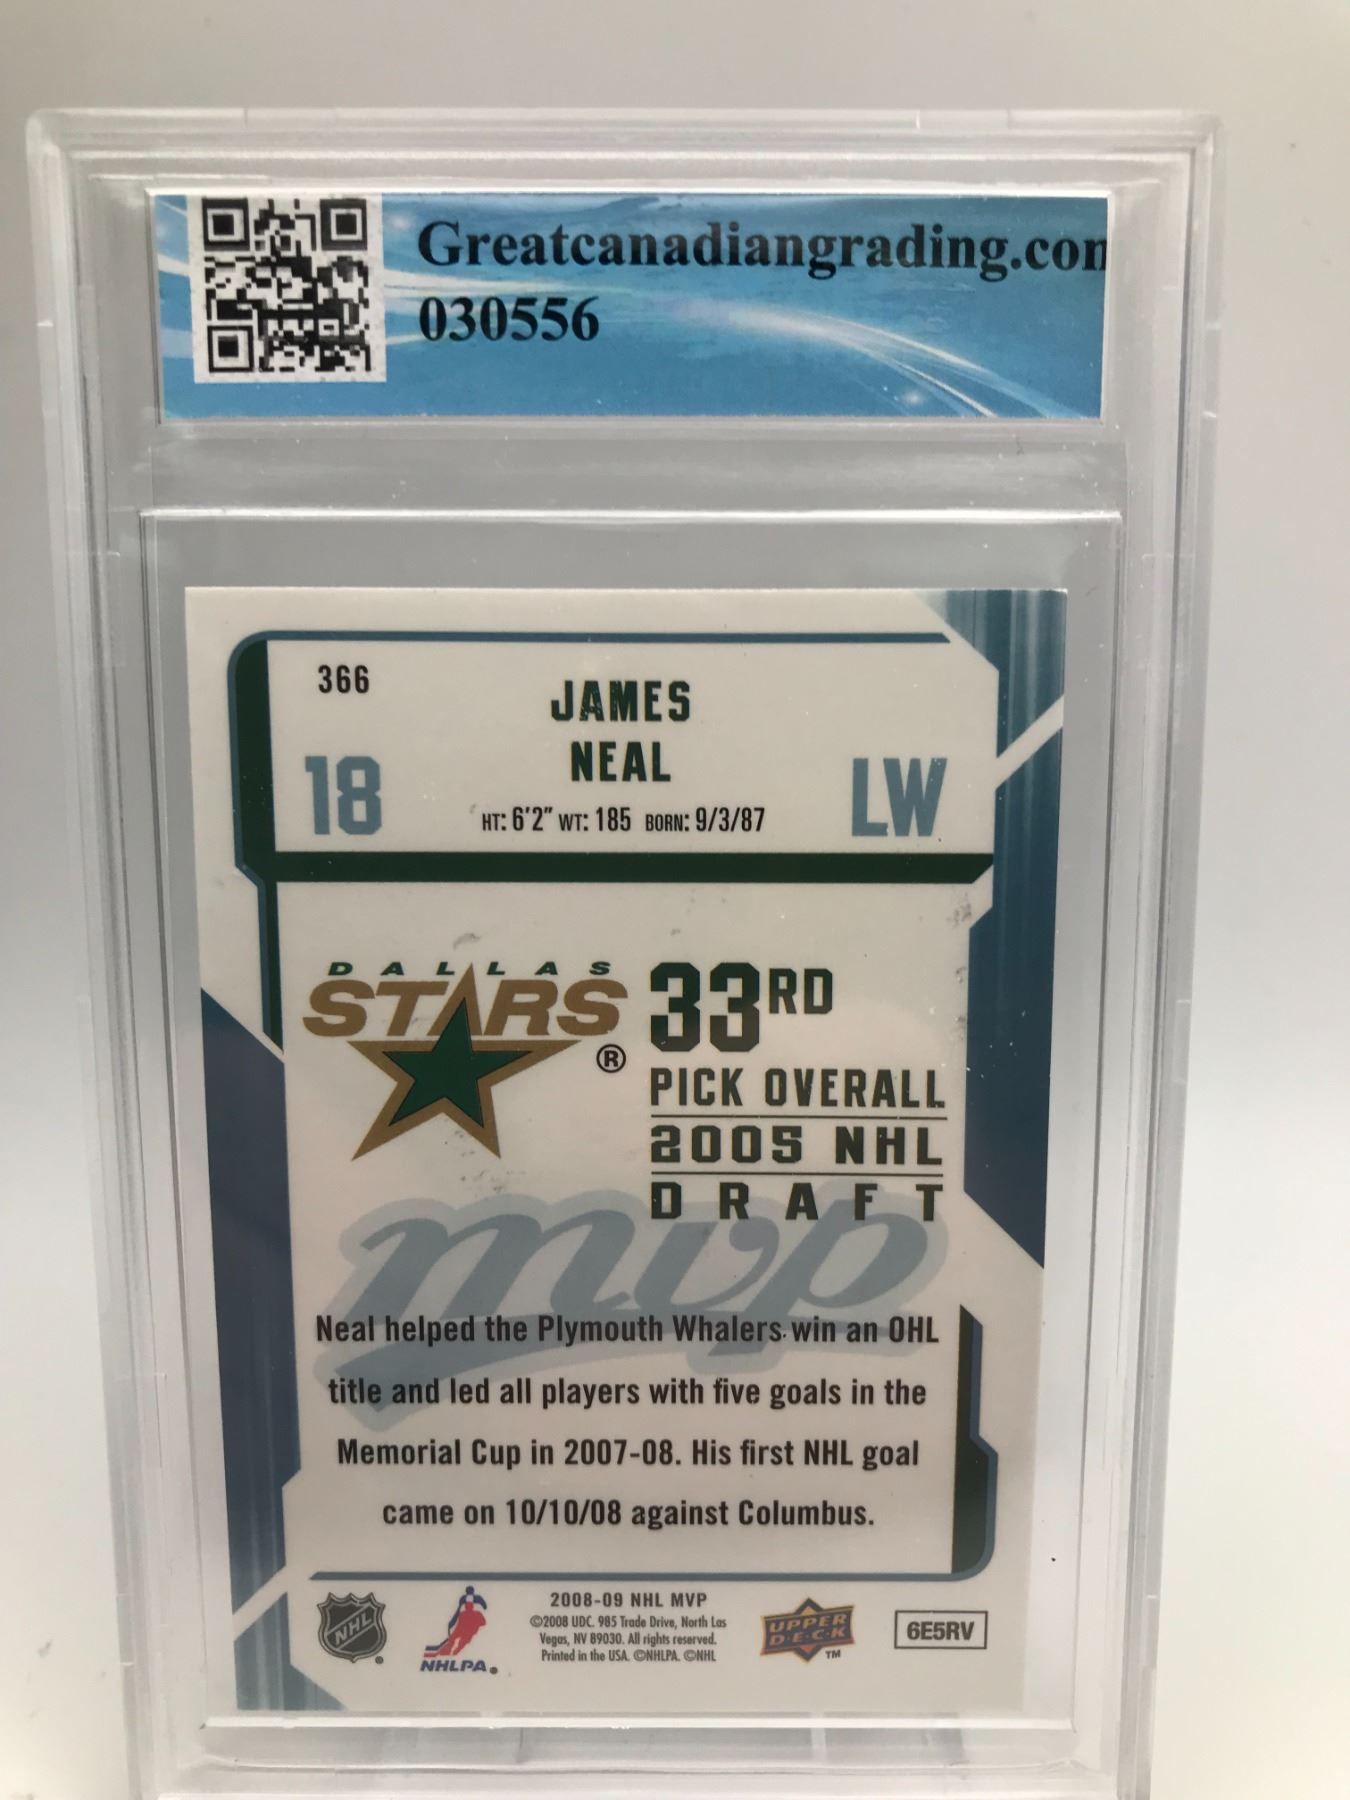 Greatcanadiangrading.com
030556
366
JAMES
NEAL
18
LW
HT: 6'2" WT: 185 BORN: 9/3/87
DALLAS
STARS
®
33RD
PICK OVERALL
2005 NHL
DRAFT
mvp
Neal helped the Plymouth Whalers win an OHL
title and led all players with five goals in the
Memorial Cup in 2007-08. His first NHL goal
came on 10/10/08 against Columbus.
NHL
NHLPA®
2008-09 NHL MVP
©2008 UDC. 985 Trade Drive, North Las
Vegas, NV 89030. All rights reserved.
Printed in the USA. ©NHLPA. ©NHL
UPPER
D·E·C·K
TM
6E5RV